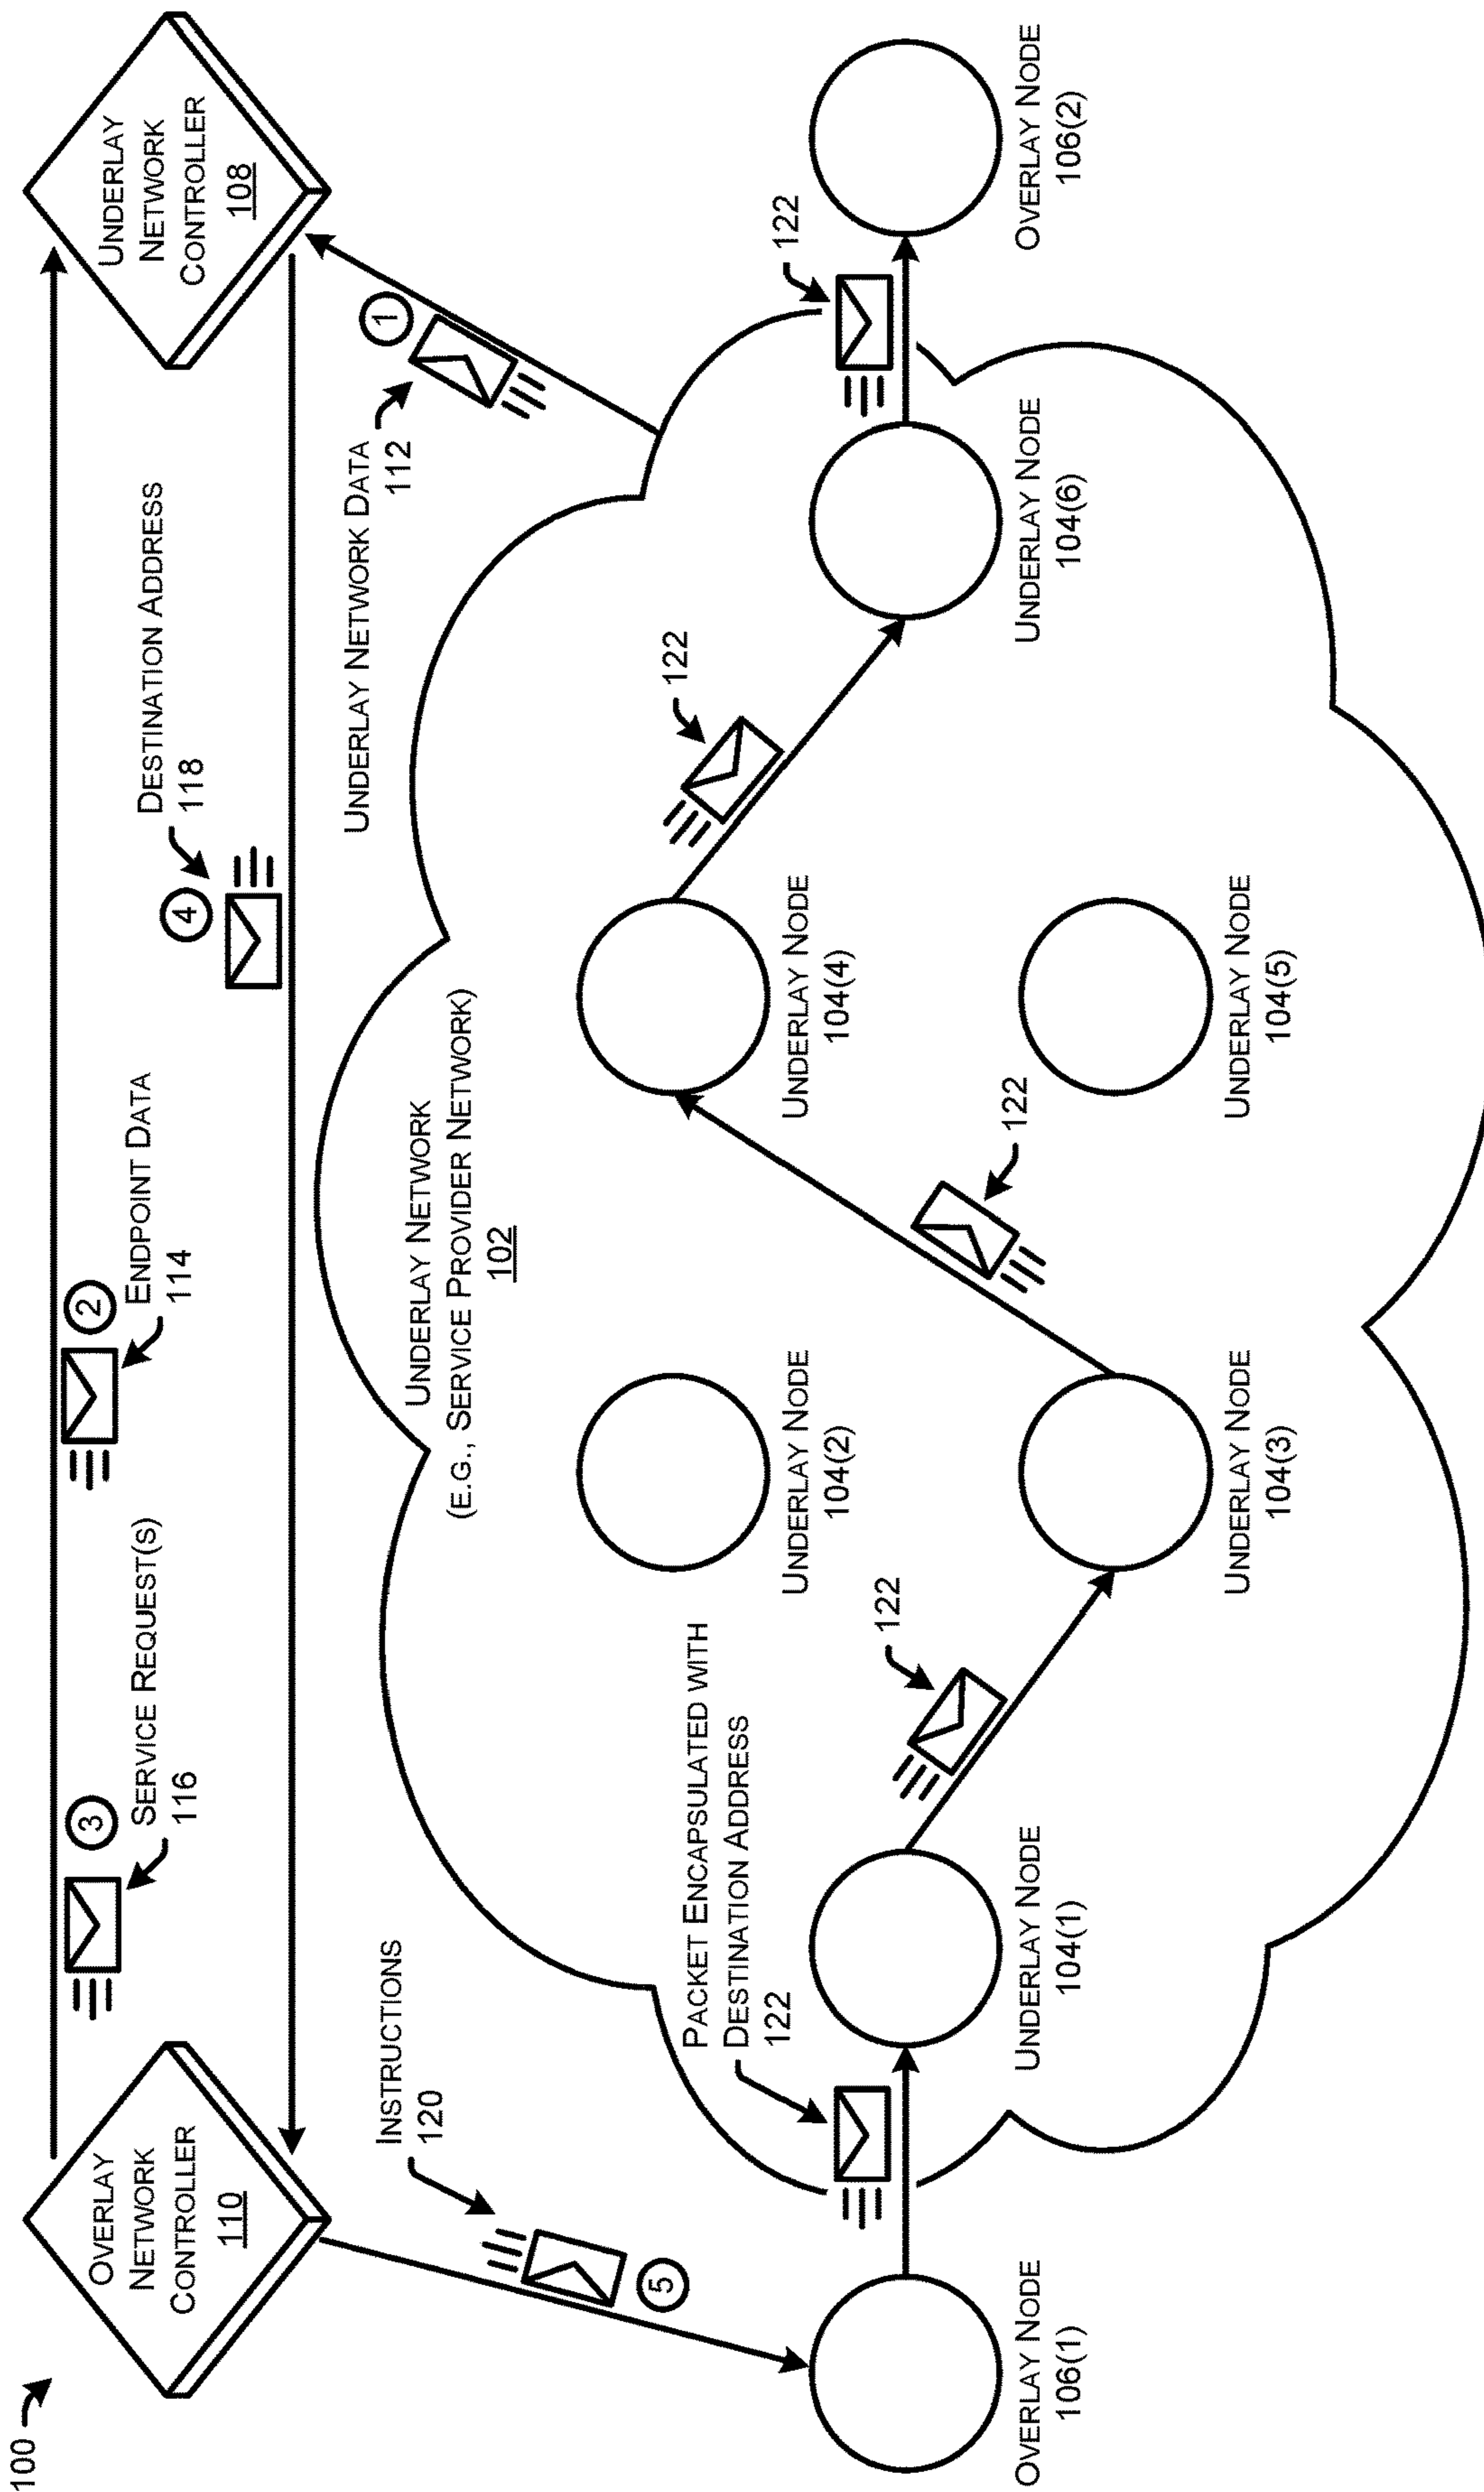 100
OVERLAY
NETWORK
CONTROLLER
110
3
SERVICE REQUEST(S)
116
2
ENDPOINT DATA
114
4
DESTINATION ADDRESS
118
UNDERLAY
NETWORK
CONTROLLER
108
INSTRUCTIONS
120
5
UNDERLAY NETWORK DATA
112
1
UNDERLAY NETWORK
(E.G., SERVICE PROVIDER NETWORK)
102
PACKET ENCAPSULATED WITH
DESTINATION ADDRESS
122
122
122
122
122
OVERLAY NODE
106(1)
UNDERLAY NODE
104(1)
UNDERLAY NODE
104(2)
UNDERLAY NODE
104(3)
UNDERLAY NODE
104(4)
UNDERLAY NODE
104(5)
UNDERLAY NODE
104(6)
OVERLAY NODE
106(2)